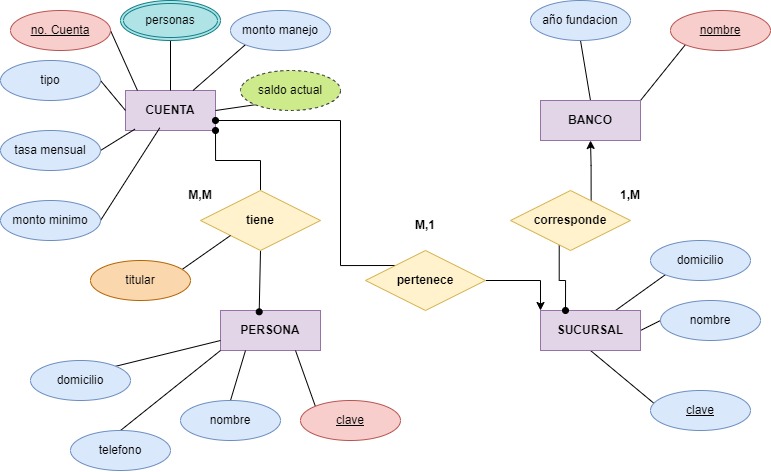 personas
no. Cuenta
monto manejo
año fundacion
nombre
tipo
saldo actual
CUENTA
BANCO
tasa mensual
M,M
1,M
monto minimo
tiene
M,1
corresponde
domicilio
titular
pertenece
nombre
PERSONA
SUCURSAL
domicilio
clave
nombre
clave
telefono